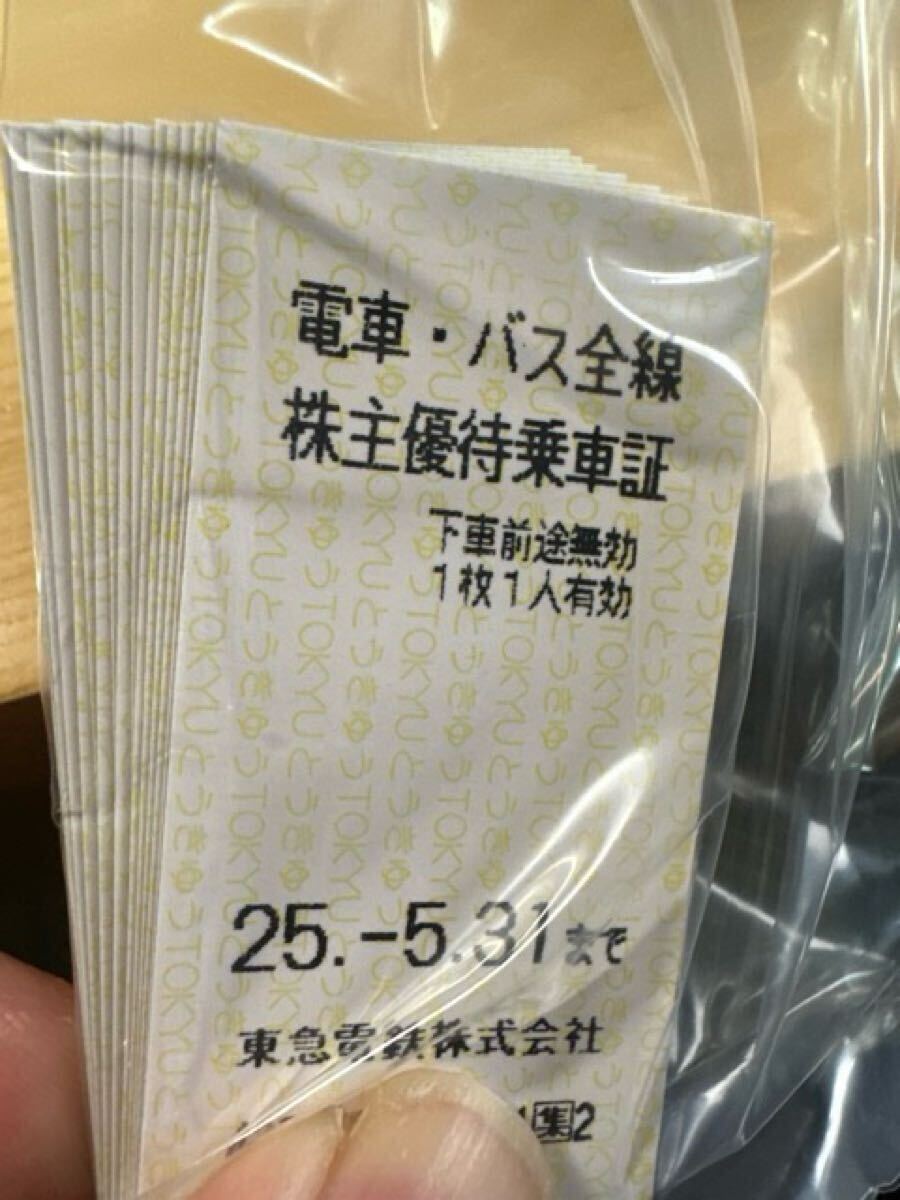 電車・バス全線
株主優待乗車証
下車前途無効
1枚1人有効
25.-5.31まで
東急電鉄株式会社
集2